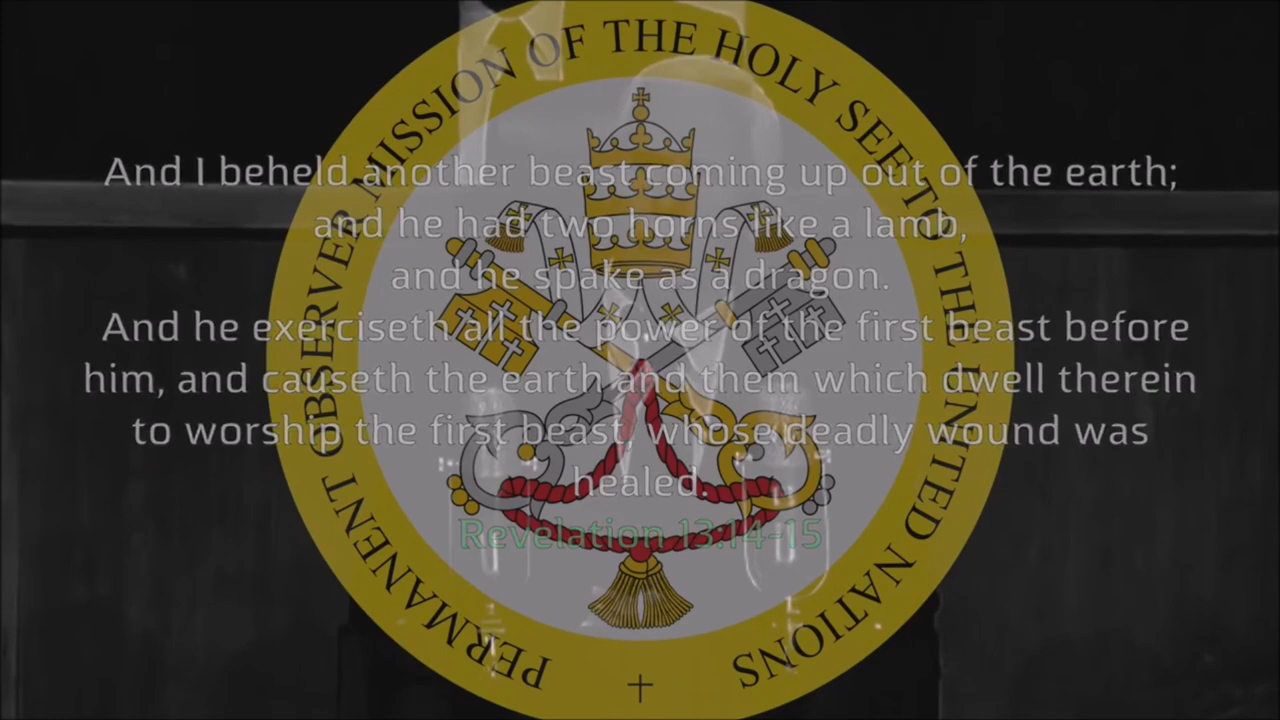 PERMANENT OBSERVER MISSION OF THE HOLY SEE TO THE UNITED NATIONS
And I beheld another beast coming up out of the earth;
and he had two horns like a lamb,
and he spake as a dragon.
And he exerciseth all the power of the first beast before
him, and causeth the earth and them which dwell therein
to worship the first beast, whose deadly wound was
healed.
Revelation 13:14-15